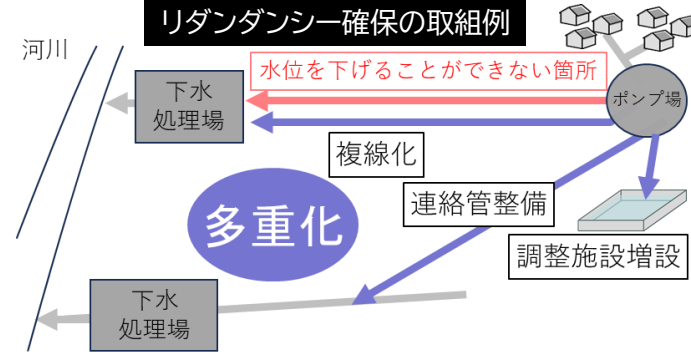 リダンダンシー確保の取組例
河川
水位を下げることができない箇所
下水
処理場
ポンプ場
複線化
連絡管整備
多重化
調整施設増設
下水
処理場